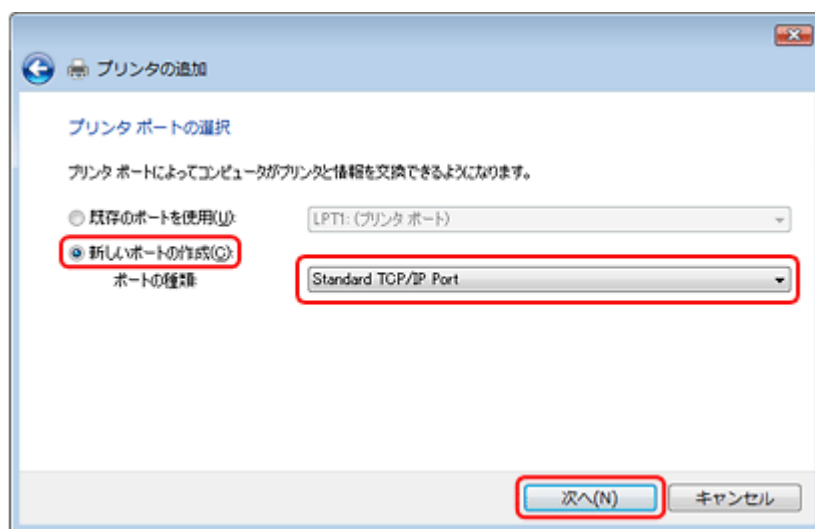 プリンタの追加
プリンタ ポートの選択
プリンタ ポートによってコンピュータがプリンタと情報を交換できるようになります。
既存のポートを使用(U):
LPT1: (プリンタ ポート)
新しいポートの作成(C):
ポートの種類:
Standard TCP/IP Port
次へ(N)
キャンセル